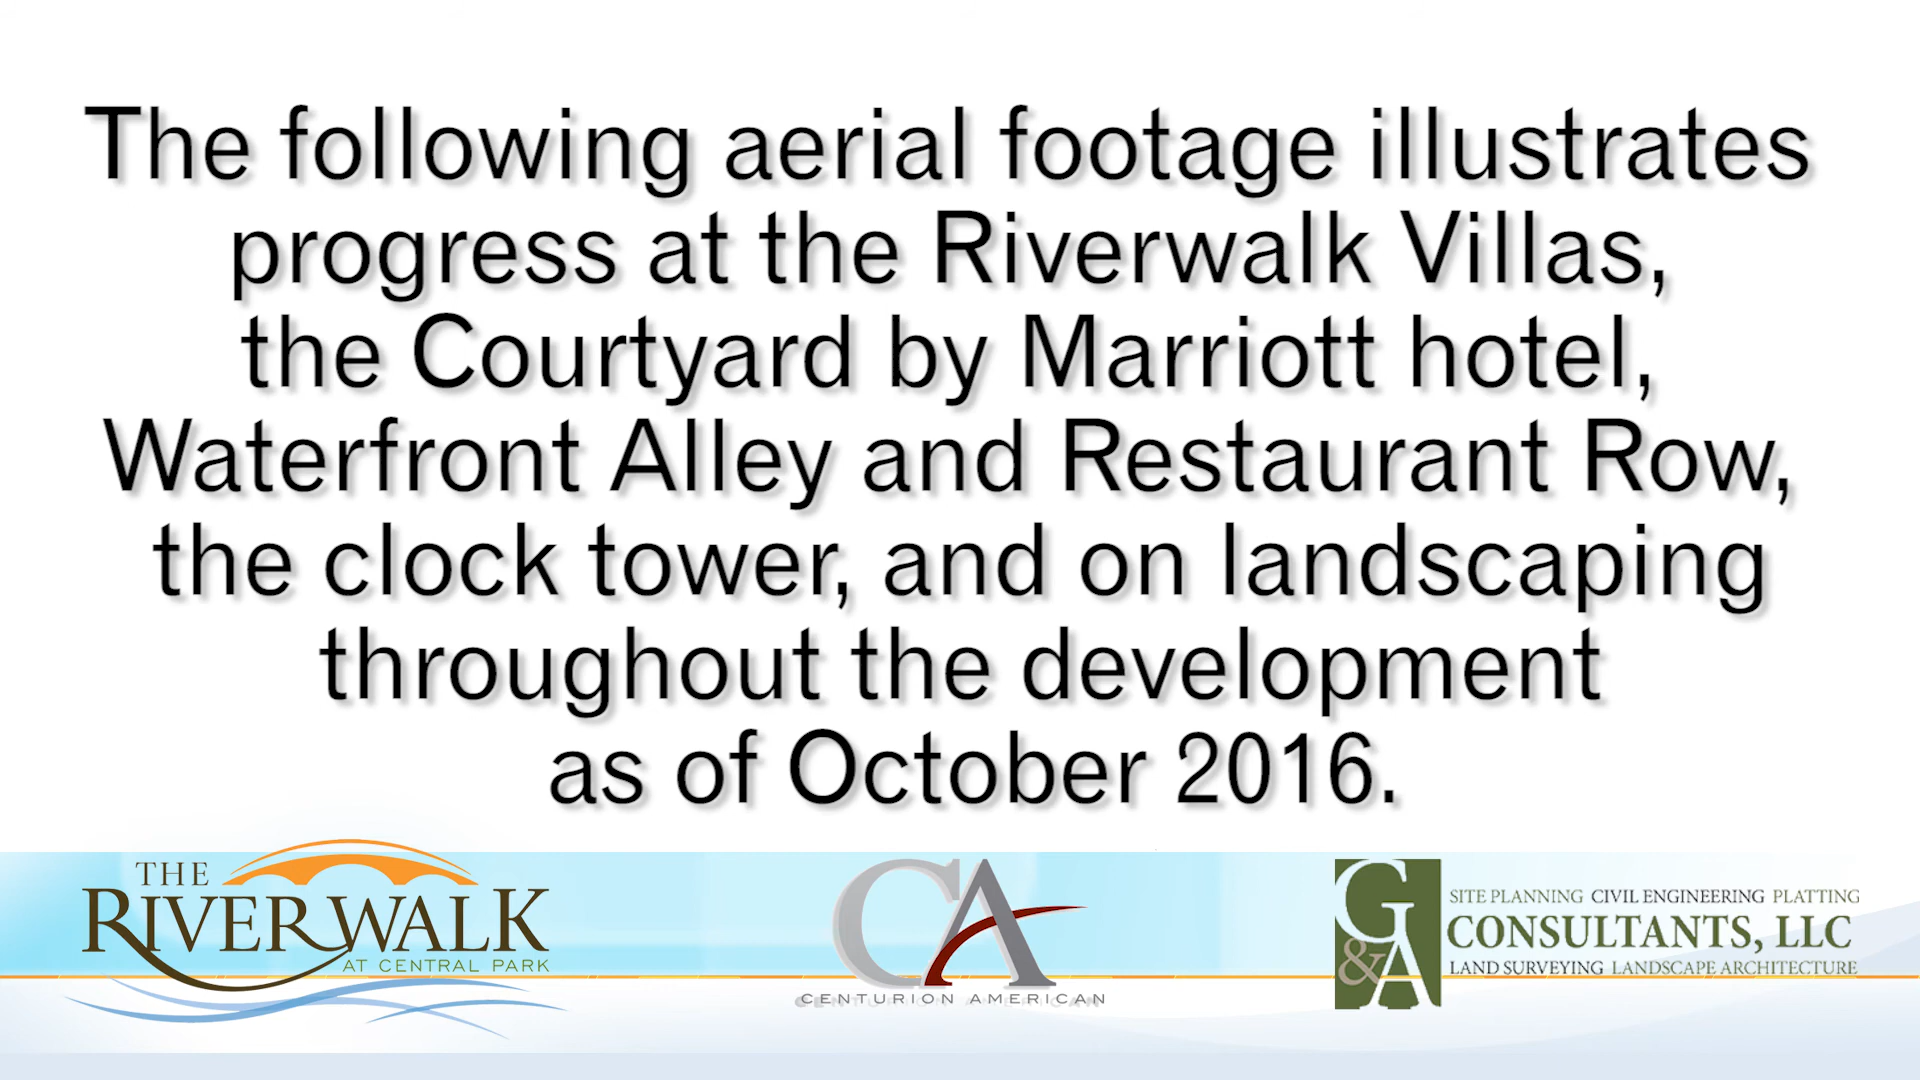 The following aerial footage illustrates
progress at the Riverwalk Villas,
the Courtyard by Marriott hotel,
Waterfront Alley and Restaurant Row,
the clock tower, and on landscaping
throughout the development
as of October 2016.
THE
RIVERWALK
AT CENTRAL PARK
CA
CENTURION AMERICAN
G&A
SITE PLANNING CIVIL ENGINEERING PLATTING
CONSULTANTS, LLC
LAND SURVEYING LANDSCAPE ARCHITECTURE